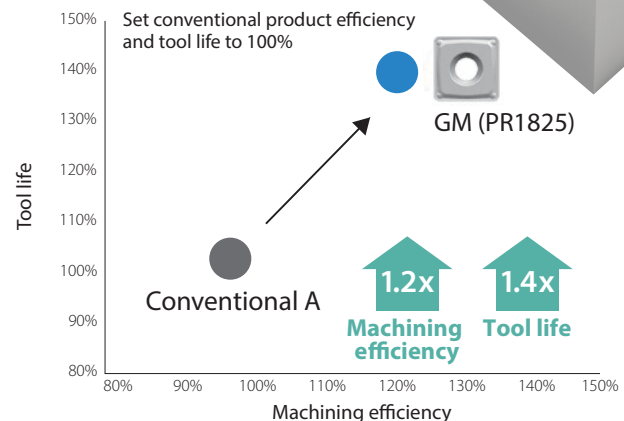 Set conventional product efficiency
and tool life to 100%
150%
140%
130%
120%
110%
100%
90%
80%
Tool life
GM (PR1825)
Conventional A
1.2x
Machining
efficiency
1.4x
Tool life
80%
90%
100%
110%
120%
130%
140%
150%
Machining efficiency